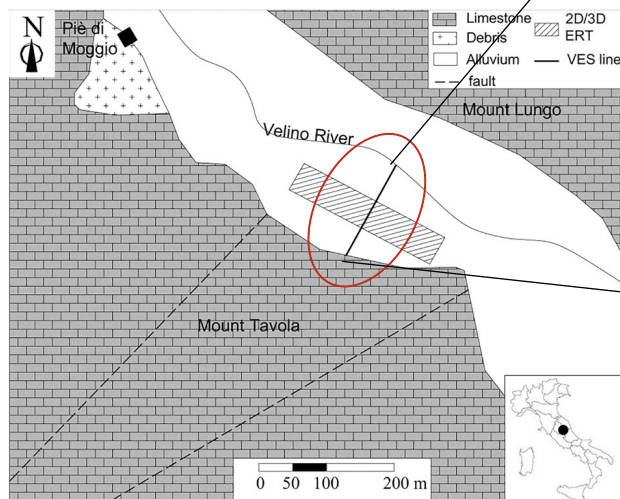 N
Piè di
Moggio
Limestone
Debris
Alluvium
fault
2D/3D
ERT
VES line
Mount Lungo
Velino River
Mount Tavola
0 50 100 200 m